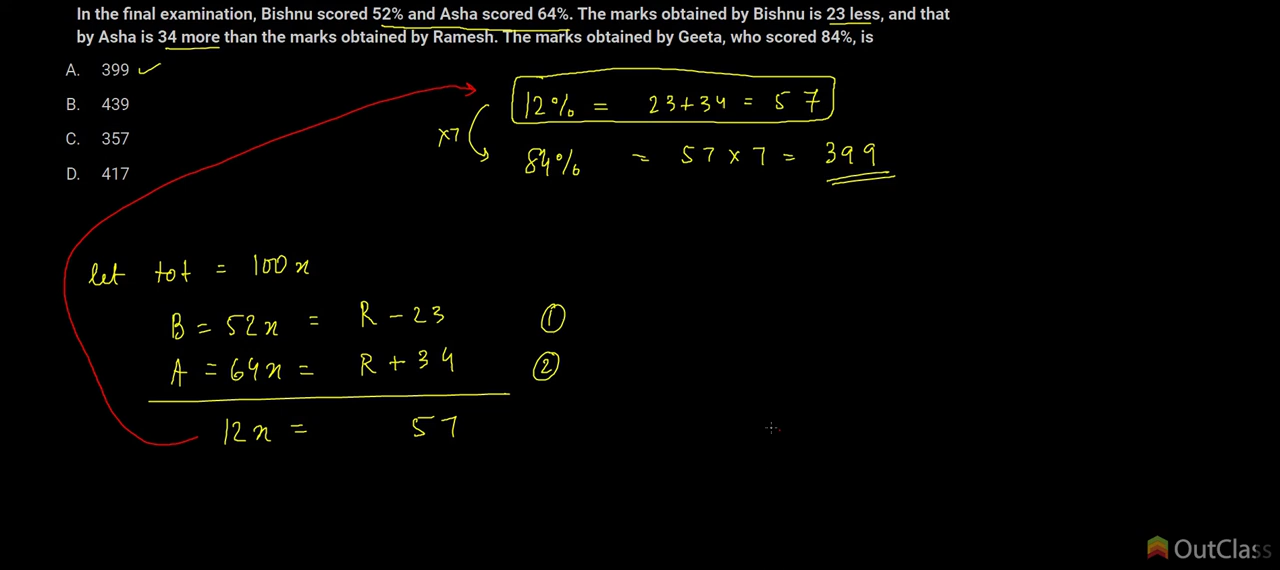 In the final examination, Bishnu scored 52% and Asha scored 64%. The marks obtained by Bishnu is 23 less, and that
by Asha is 34 more than the marks obtained by Ramesh. The marks obtained by Geeta, who scored 84%, is
A. 399 ✓
B. 439
C. 357
D. 417
12% = 23+34 = 57
×7
84% = 57 × 7 = 399
let tot = 100x
B = 52x = R - 23 ①
A = 64x = R + 34 ②
12x = 57
OutClass